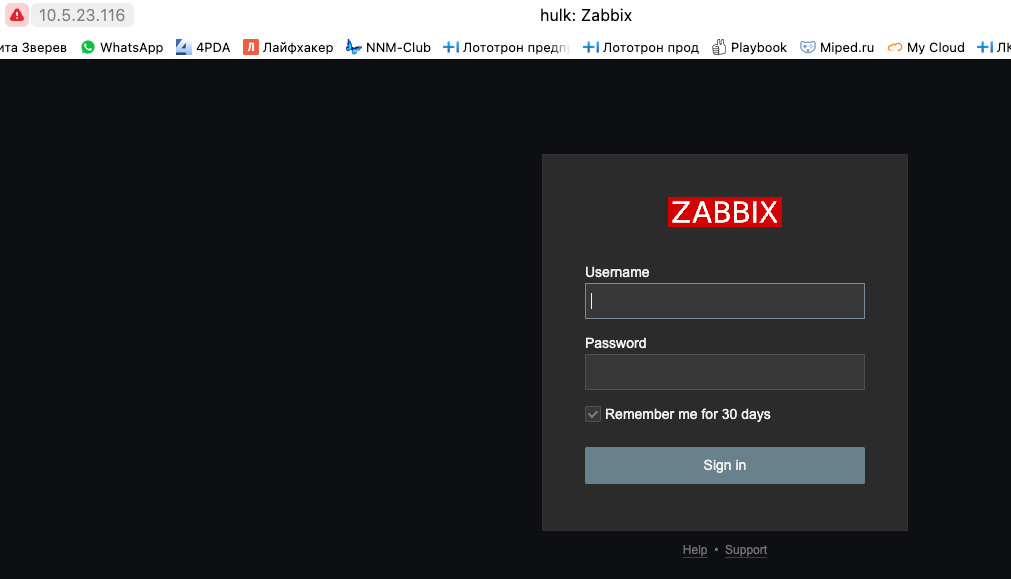 10.5.23.116 hulk: Zabbix
ита Зверев WhatsApp 4PDA Лайфхакер NNM-Club Лототрон предп Лототрон прод Playbook Miped.ru My Cloud ЛК
ZABBIX
Username
Password
Remember me for 30 days
Sign in
Help • Support